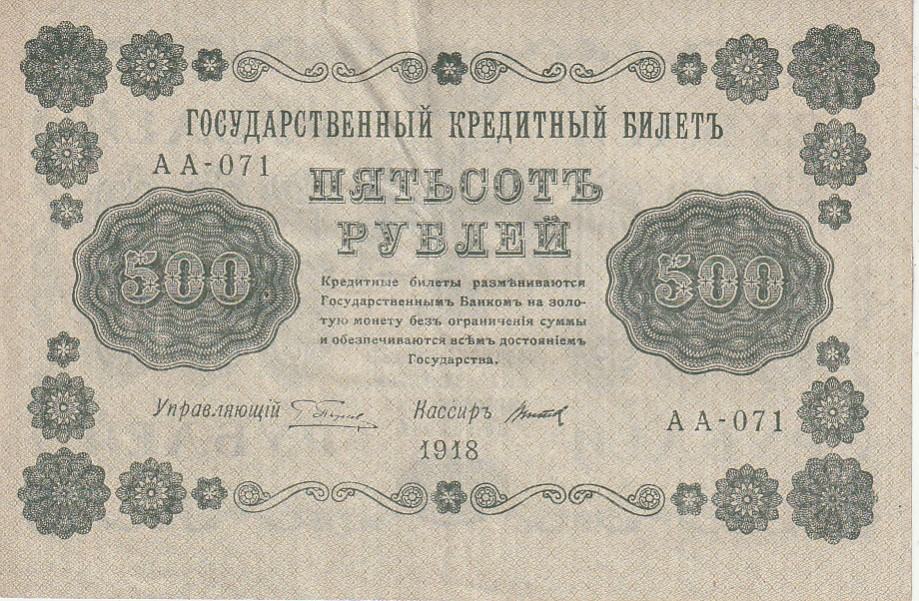 ГОСУДАРСТВЕННЫЙ КРЕДИТНЫЙ БИЛЕТЪ
АА-071
ПЯТЬСОТЪ
РУБЛЕЙ
500
500
Кредитные билеты размѣниваются
Государственнымъ Банкомъ на золо-
тую монету безъ ограниченія суммы
и обезпечиваются всѣмъ достояніемъ
Государства.
Управляющій Кассиръ
АА-071
1918